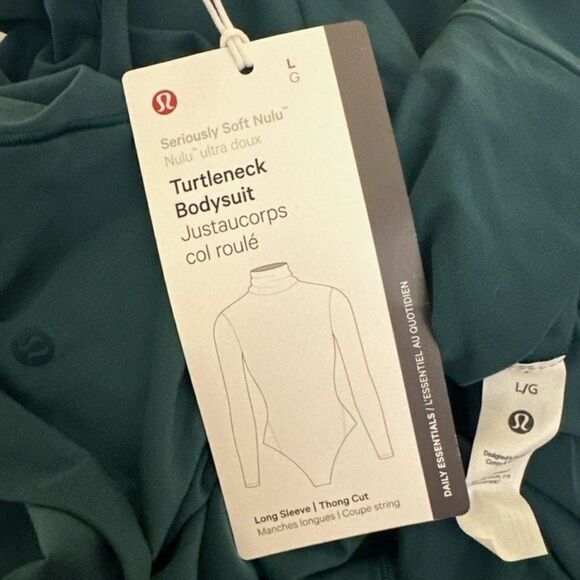 L
G
Seriously Soft Nulu™
Nulu™ ultra doux
Turtleneck
Bodysuit
Justaucorps
col roulé
Long Sleeve | Thong Cut
Manches longues | Coupe string
DAILY ESSENTIALS / L'ESSENTIEL AU QUOTIDIEN
L/G